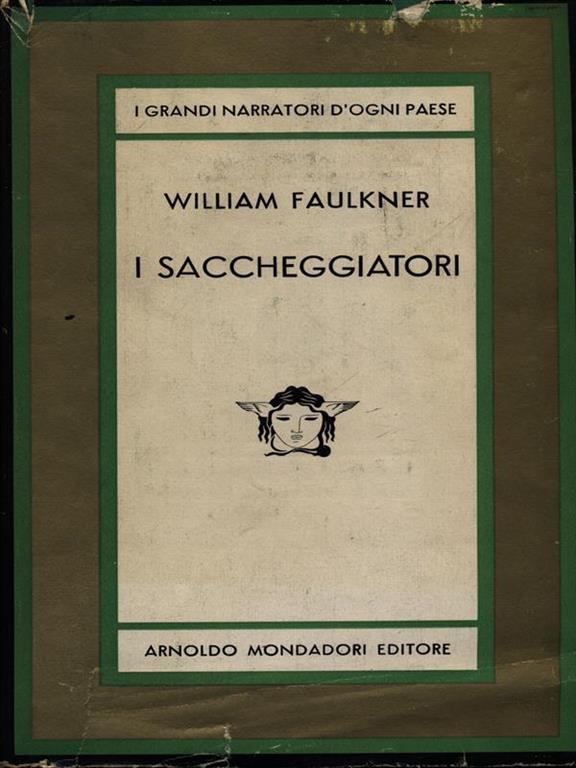 I GRANDI NARRATORI D'OGNI PAESE
WILLIAM FAULKNER
I SACCHEGGIATORI
ARNOLDO MONDADORI EDITORE